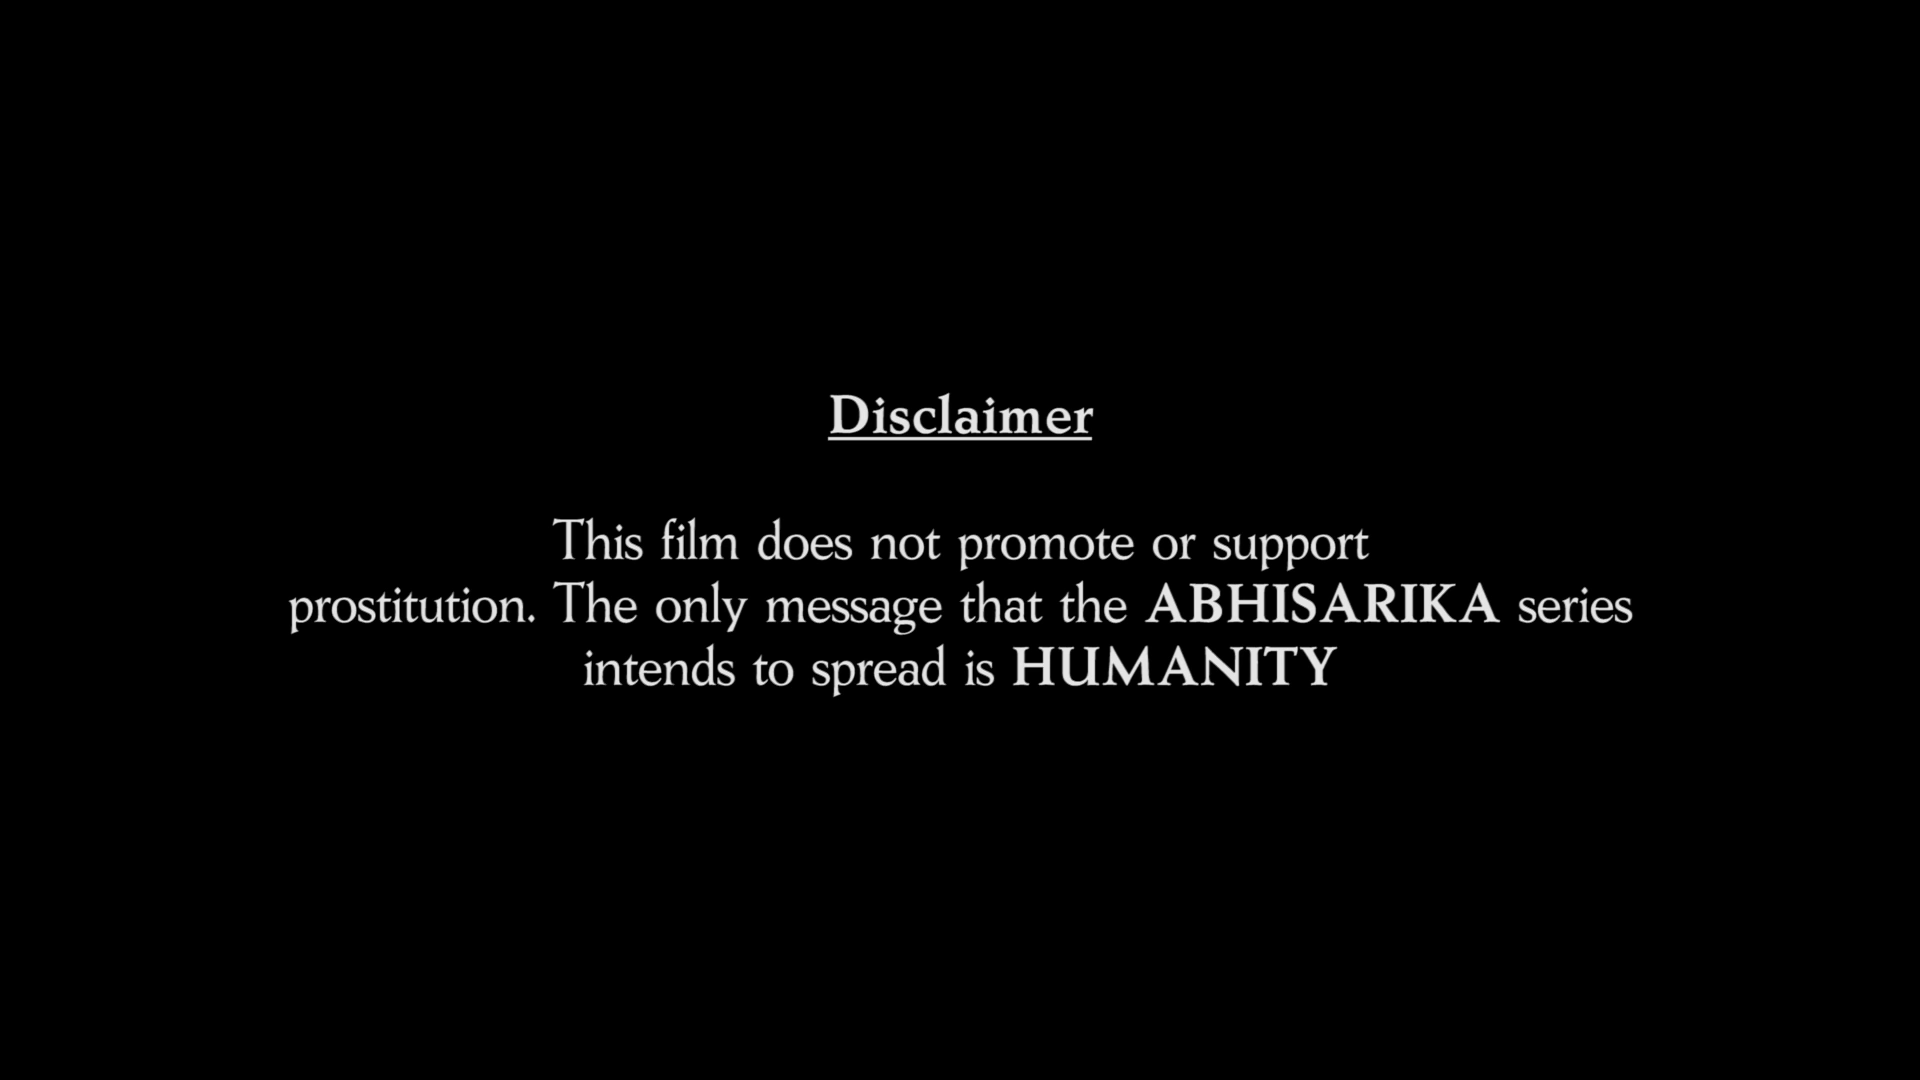 Disclaimer
This film does not promote or support
prostitution. The only message that the ABHISARIKA series
intends to spread is HUMANITY